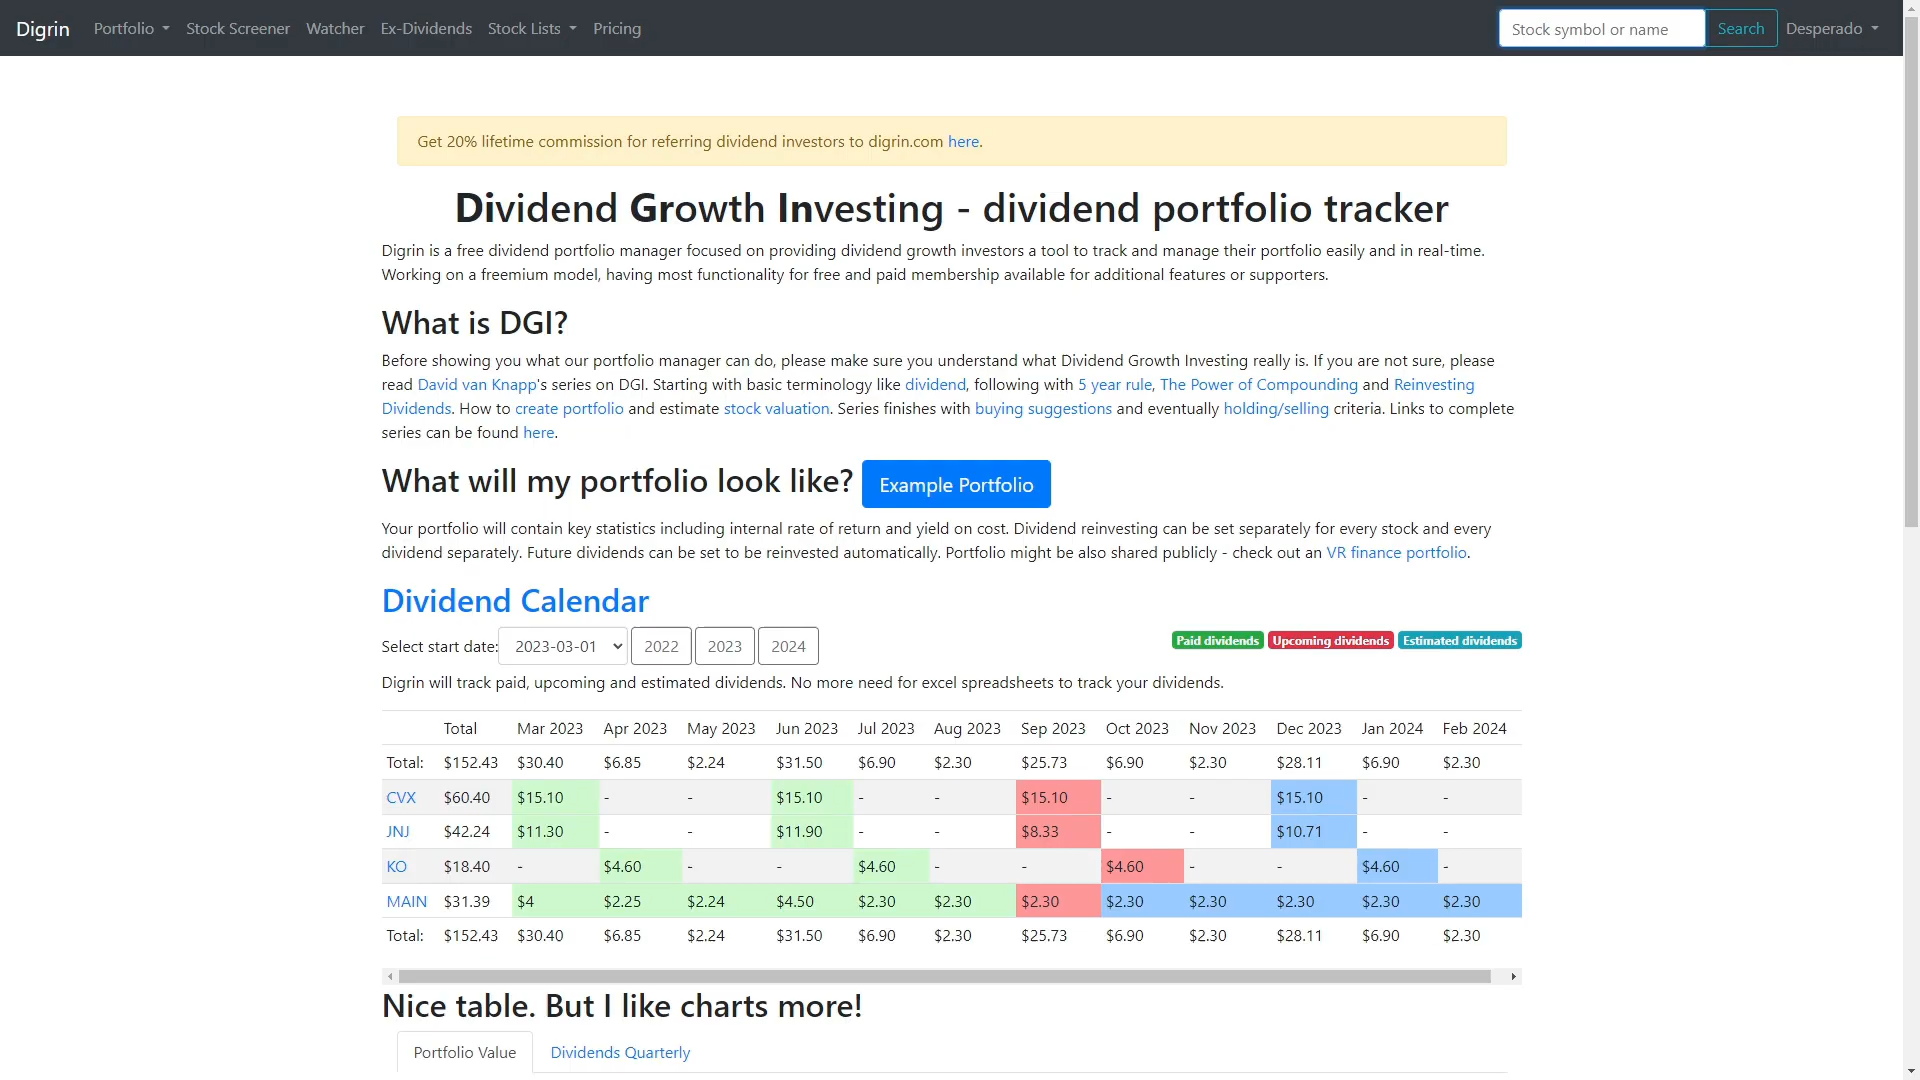 Digrin Portfolio Stock Screener Watcher Ex-Dividends Stock Lists Pricing Stock symbol or name Search Desperado
Get 20% lifetime commission for referring dividend investors to digrin.com here.
Dividend Growth Investing - dividend portfolio tracker
Digrin is a free dividend portfolio manager focused on providing dividend growth investors a tool to track and manage their portfolio easily and in real-time.
Working on a freemium model, having most functionality for free and paid membership available for additional features or supporters.
What is DGI?
Before showing you what our portfolio manager can do, please make sure you understand what Dividend Growth Investing really is. If you are not sure, please
read David van Knapp's series on DGI. Starting with basic terminology like dividend, following with 5 year rule, The Power of Compounding and Reinvesting
Dividends. How to create portfolio and estimate stock valuation. Series finishes with buying suggestions and eventually holding/selling criteria. Links to complete
series can be found here.
What will my portfolio look like? Example Portfolio
Your portfolio will contain key statistics including internal rate of return and yield on cost. Dividend reinvesting can be set separately for every stock and every
dividend separately. Future dividends can be set to be reinvested automatically. Portfolio might be also shared publicly - check out an VR finance portfolio.
Dividend Calendar
Select start date: 2023-03-01 2022 2023 2024 Paid dividends Upcoming dividends Estimated dividends
Digrin will track paid, upcoming and estimated dividends. No more need for excel spreadsheets to track your dividends.
Total Mar 2023 Apr 2023 May 2023 Jun 2023 Jul 2023 Aug 2023 Sep 2023 Oct 2023 Nov 2023 Dec 2023 Jan 2024 Feb 2024
Total: $152.43 $30.40 $6.85 $2.24 $31.50 $6.90 $2.30 $25.73 $6.90 $2.30 $28.11 $6.90 $2.30
CVX $60.40 $15.10 - - $15.10 - - $15.10 - - $15.10 - -
JNJ $42.24 $11.30 - - $11.90 - - $8.33 - - $10.71 - -
KO $18.40 - $4.60 - - $4.60 - - $4.60 - - $4.60 -
MAIN $31.39 $4 $2.25 $2.24 $4.50 $2.30 $2.30 $2.30 $2.30 $2.30 $2.30 $2.30 $2.30
Total: $152.43 $30.40 $6.85 $2.24 $31.50 $6.90 $2.30 $25.73 $6.90 $2.30 $28.11 $6.90 $2.30
Nice table. But I like charts more!
Portfolio Value Dividends Quarterly